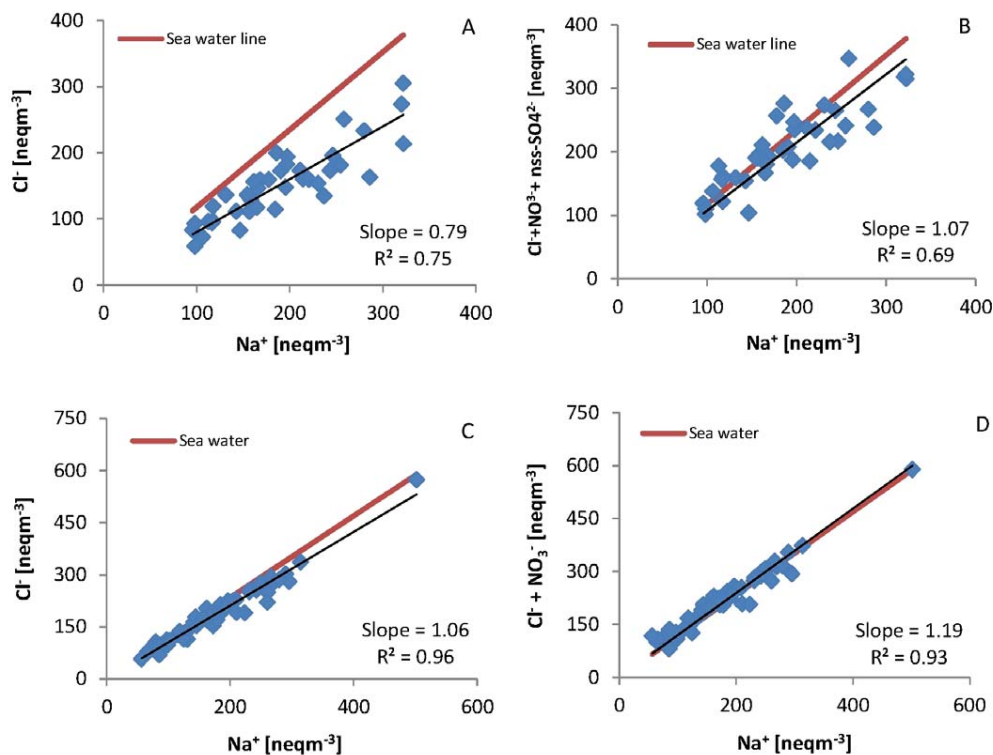 A
Sea water line
Cl⁻ [neqm⁻³]
400
300
200
100
0
Slope = 0.79
R² = 0.75
0 100 200 300 400
Na⁺ [neqm⁻³]
B
Sea water line
Cl⁻+NO³⁻+ nss-SO4²⁻ [neqm⁻³]
400
300
200
100
0
Slope = 1.07
R² = 0.69
0 100 200 300 400
Na⁺ [neqm⁻³]
C
Sea water
Cl⁻ [neqm⁻³]
750
600
450
300
150
0
Slope = 1.06
R² = 0.96
0 200 400 600
Na⁺ [neqm⁻³]
D
Sea water
Cl⁻ + NO₃⁻ [neqm⁻³]
750
600
450
300
150
0
Slope = 1.19
R² = 0.93
0 200 400 600
Na⁺ [neqm⁻³]